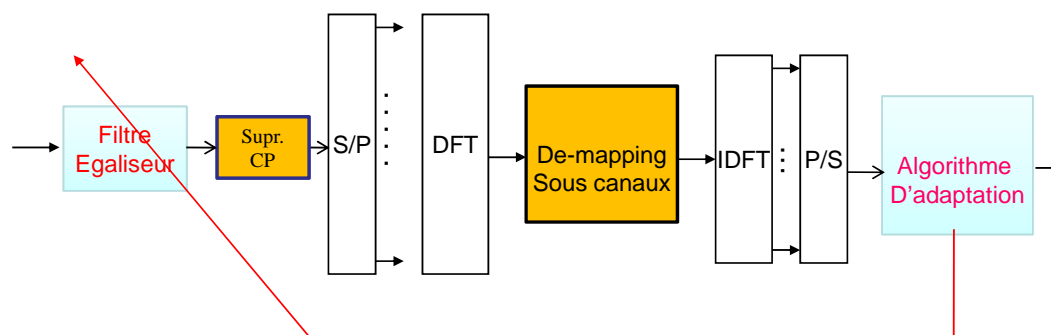 Filtre
Egaliseur
Supr.
CP
S/P
DFT
De-mapping
Sous canaux
IDFT
P/S
Algorithme
D'adaptation